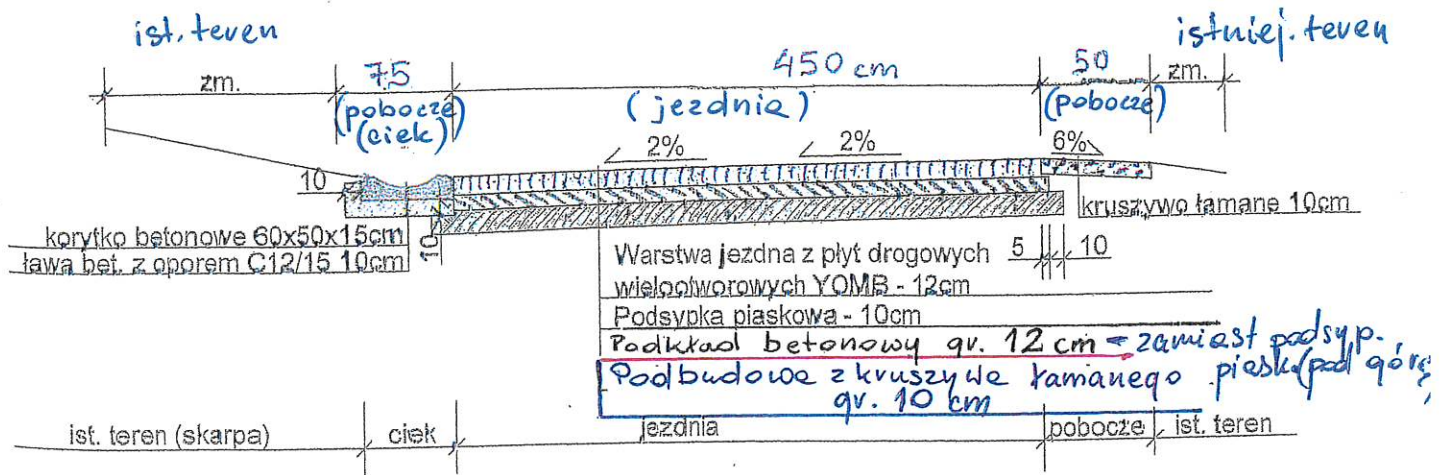 ist. teren
istniej. teren
zm.
75
450 cm
50
zm.
(pobocze)
(ciek)
(jezdnia)
(pobocze)
2%
2%
6%
10
kruszywo łamane 10cm
korytko betonowe 60x50x15cm
ława bet. z oporem C12/15 10cm
10
Warstwa jezdna z płyt drogowych
5
10
wielootworowych YOMB - 12cm
Podsypka piaskowa - 10cm
Podkład betonowy gr. 12 cm - zamiast podsyp.
piask (pod górę
Podbudowa z kruszywa łamanego
gr. 10 cm
ist. teren (skarpa)
ciek
jezdnia
pobocze
ist. teren